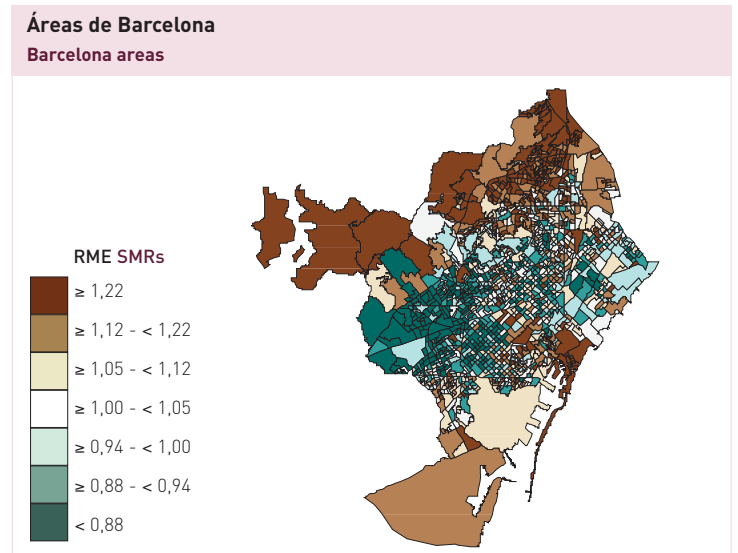 Áreas de Barcelona
Barcelona areas
RME SMRs
≥ 1,22
≥ 1,12 - < 1,22
≥ 1,05 - < 1,12
≥ 1,00 - < 1,05
≥ 0,94 - < 1,00
≥ 0,88 - < 0,94
< 0,88